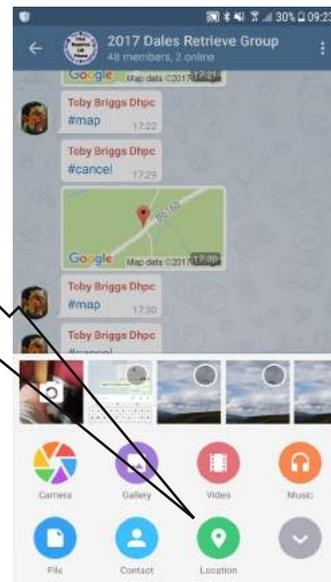 30% 09:23
2017 Dales Retrieve Group
48 members, 2 online
Google Map data ©2017
Toby Briggs Dhpc
#map 17:22
Toby Briggs Dhpc
#cancel 17:29
B6160
Google Map data ©2017 17:30
Toby Briggs Dhpc
#map 17:30
Toby Briggs Dhpc
#cancel
Camera Gallery Video Music
File Contact Location